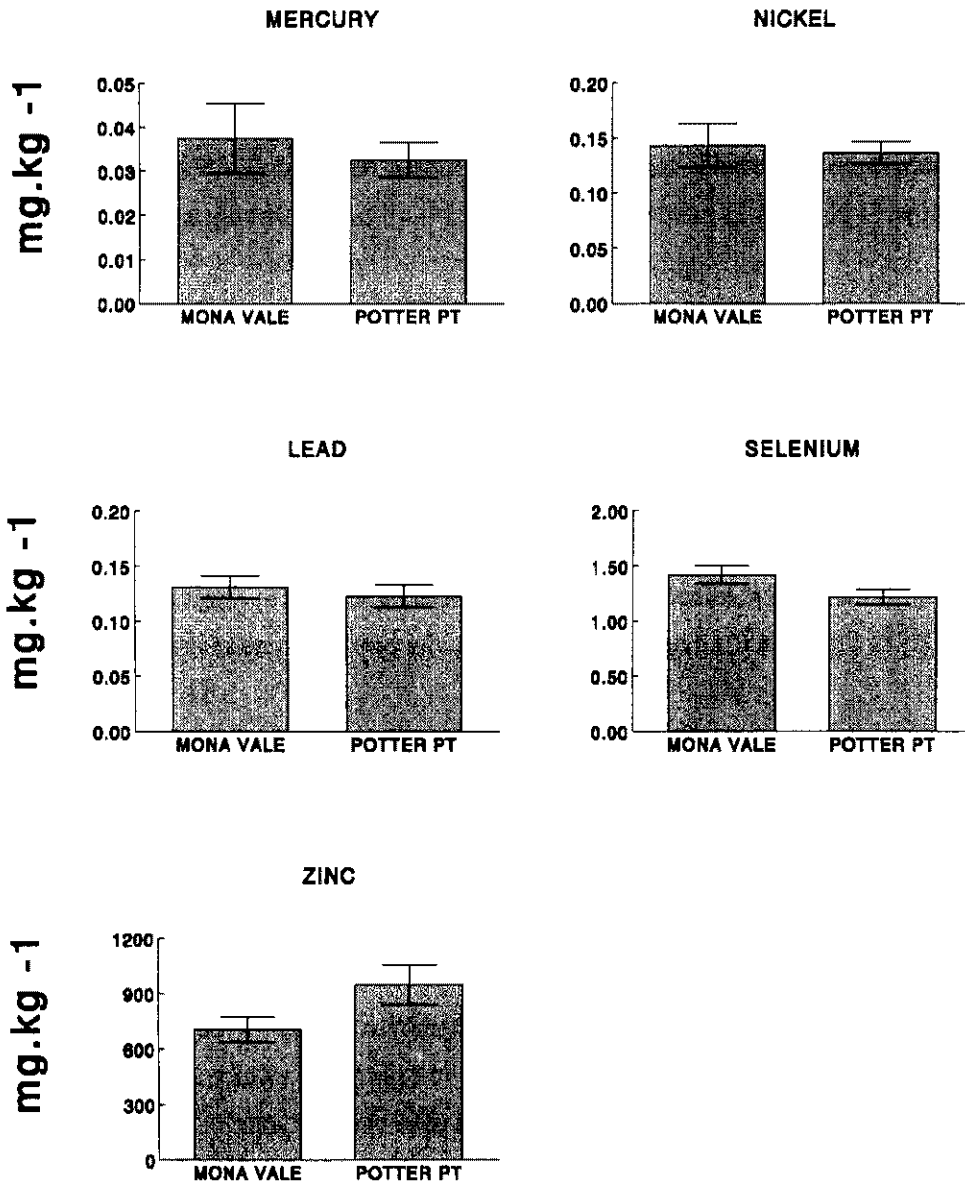 MERCURY
mg.kg -1
0.05
0.04
0.03
0.02
0.01
0.00
MONA VALE POTTER PT
NICKEL
0.20
0.15
0.10
0.05
0.00
MONA VALE POTTER PT
LEAD
mg.kg -1
0.20
0.15
0.10
0.05
0.00
MONA VALE POTTER PT
SELENIUM
2.00
1.50
1.00
0.50
0.00
MONA VALE POTTER PT
ZINC
mg.kg -1
1200
900
600
300
0
MONA VALE POTTER PT